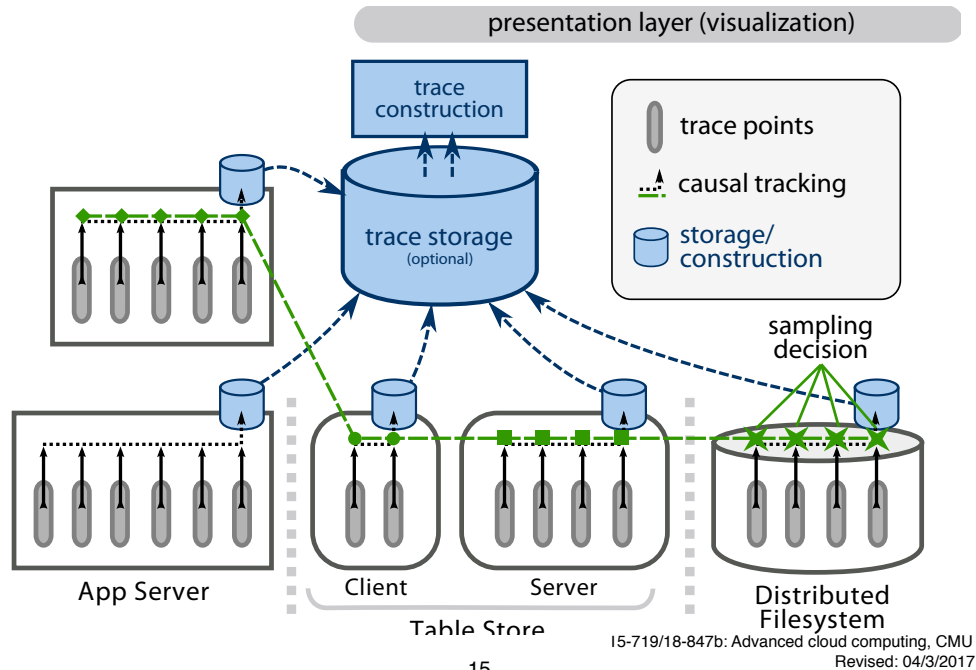 presentation layer (visualization)
trace
construction
trace points
causal tracking
storage/
construction
trace storage
(optional)
sampling
decision
App Server
Client
Server
Table Store
Distributed
Filesystem
15-719/18-847b: Advanced cloud computing, CMU
Revised: 04/3/2017
15